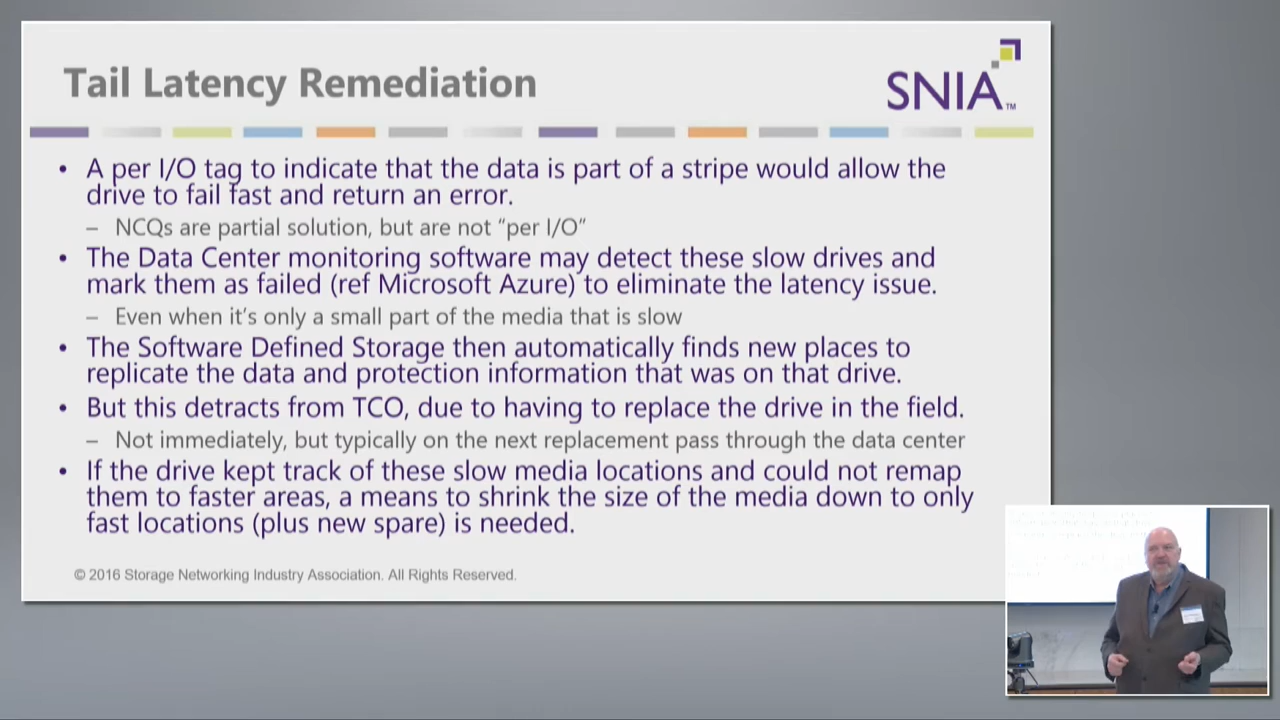 Tail Latency Remediation
SNIA™
• A per I/O tag to indicate that the data is part of a stripe would allow the
drive to fail fast and return an error.
– NCQs are partial solution, but are not “per I/O”
• The Data Center monitoring software may detect these slow drives and
mark them as failed (ref Microsoft Azure) to eliminate the latency issue.
– Even when it’s only a small part of the media that is slow
• The Software Defined Storage then automatically finds new places to
replicate the data and protection information that was on that drive.
• But this detracts from TCO, due to having to replace the drive in the field.
– Not immediately, but typically on the next replacement pass through the data center
• If the drive kept track of these slow media locations and could not remap
them to faster areas, a means to shrink the size of the media down to only
fast locations (plus new spare) is needed.
© 2016 Storage Networking Industry Association. All Rights Reserved.